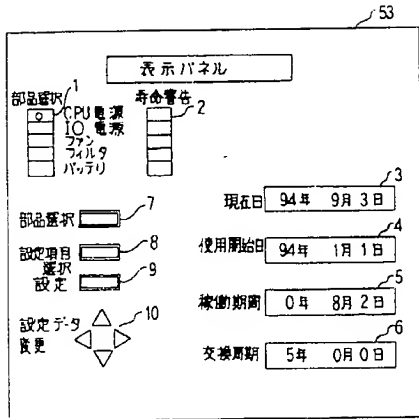 53
表示パネル
部品選択 1 寿命警告
CPU電源 2
IO電源
ファン
フィルタ
バッテリ
3
現在日 94年 9月3日
4
使用開始日 94年 1月1日
5
稼働期間 0年 8月2日
6
交換周期 5年 0月0日
部品選択 7
設定項目 8
選択
設定 9
設定データ 10
変更